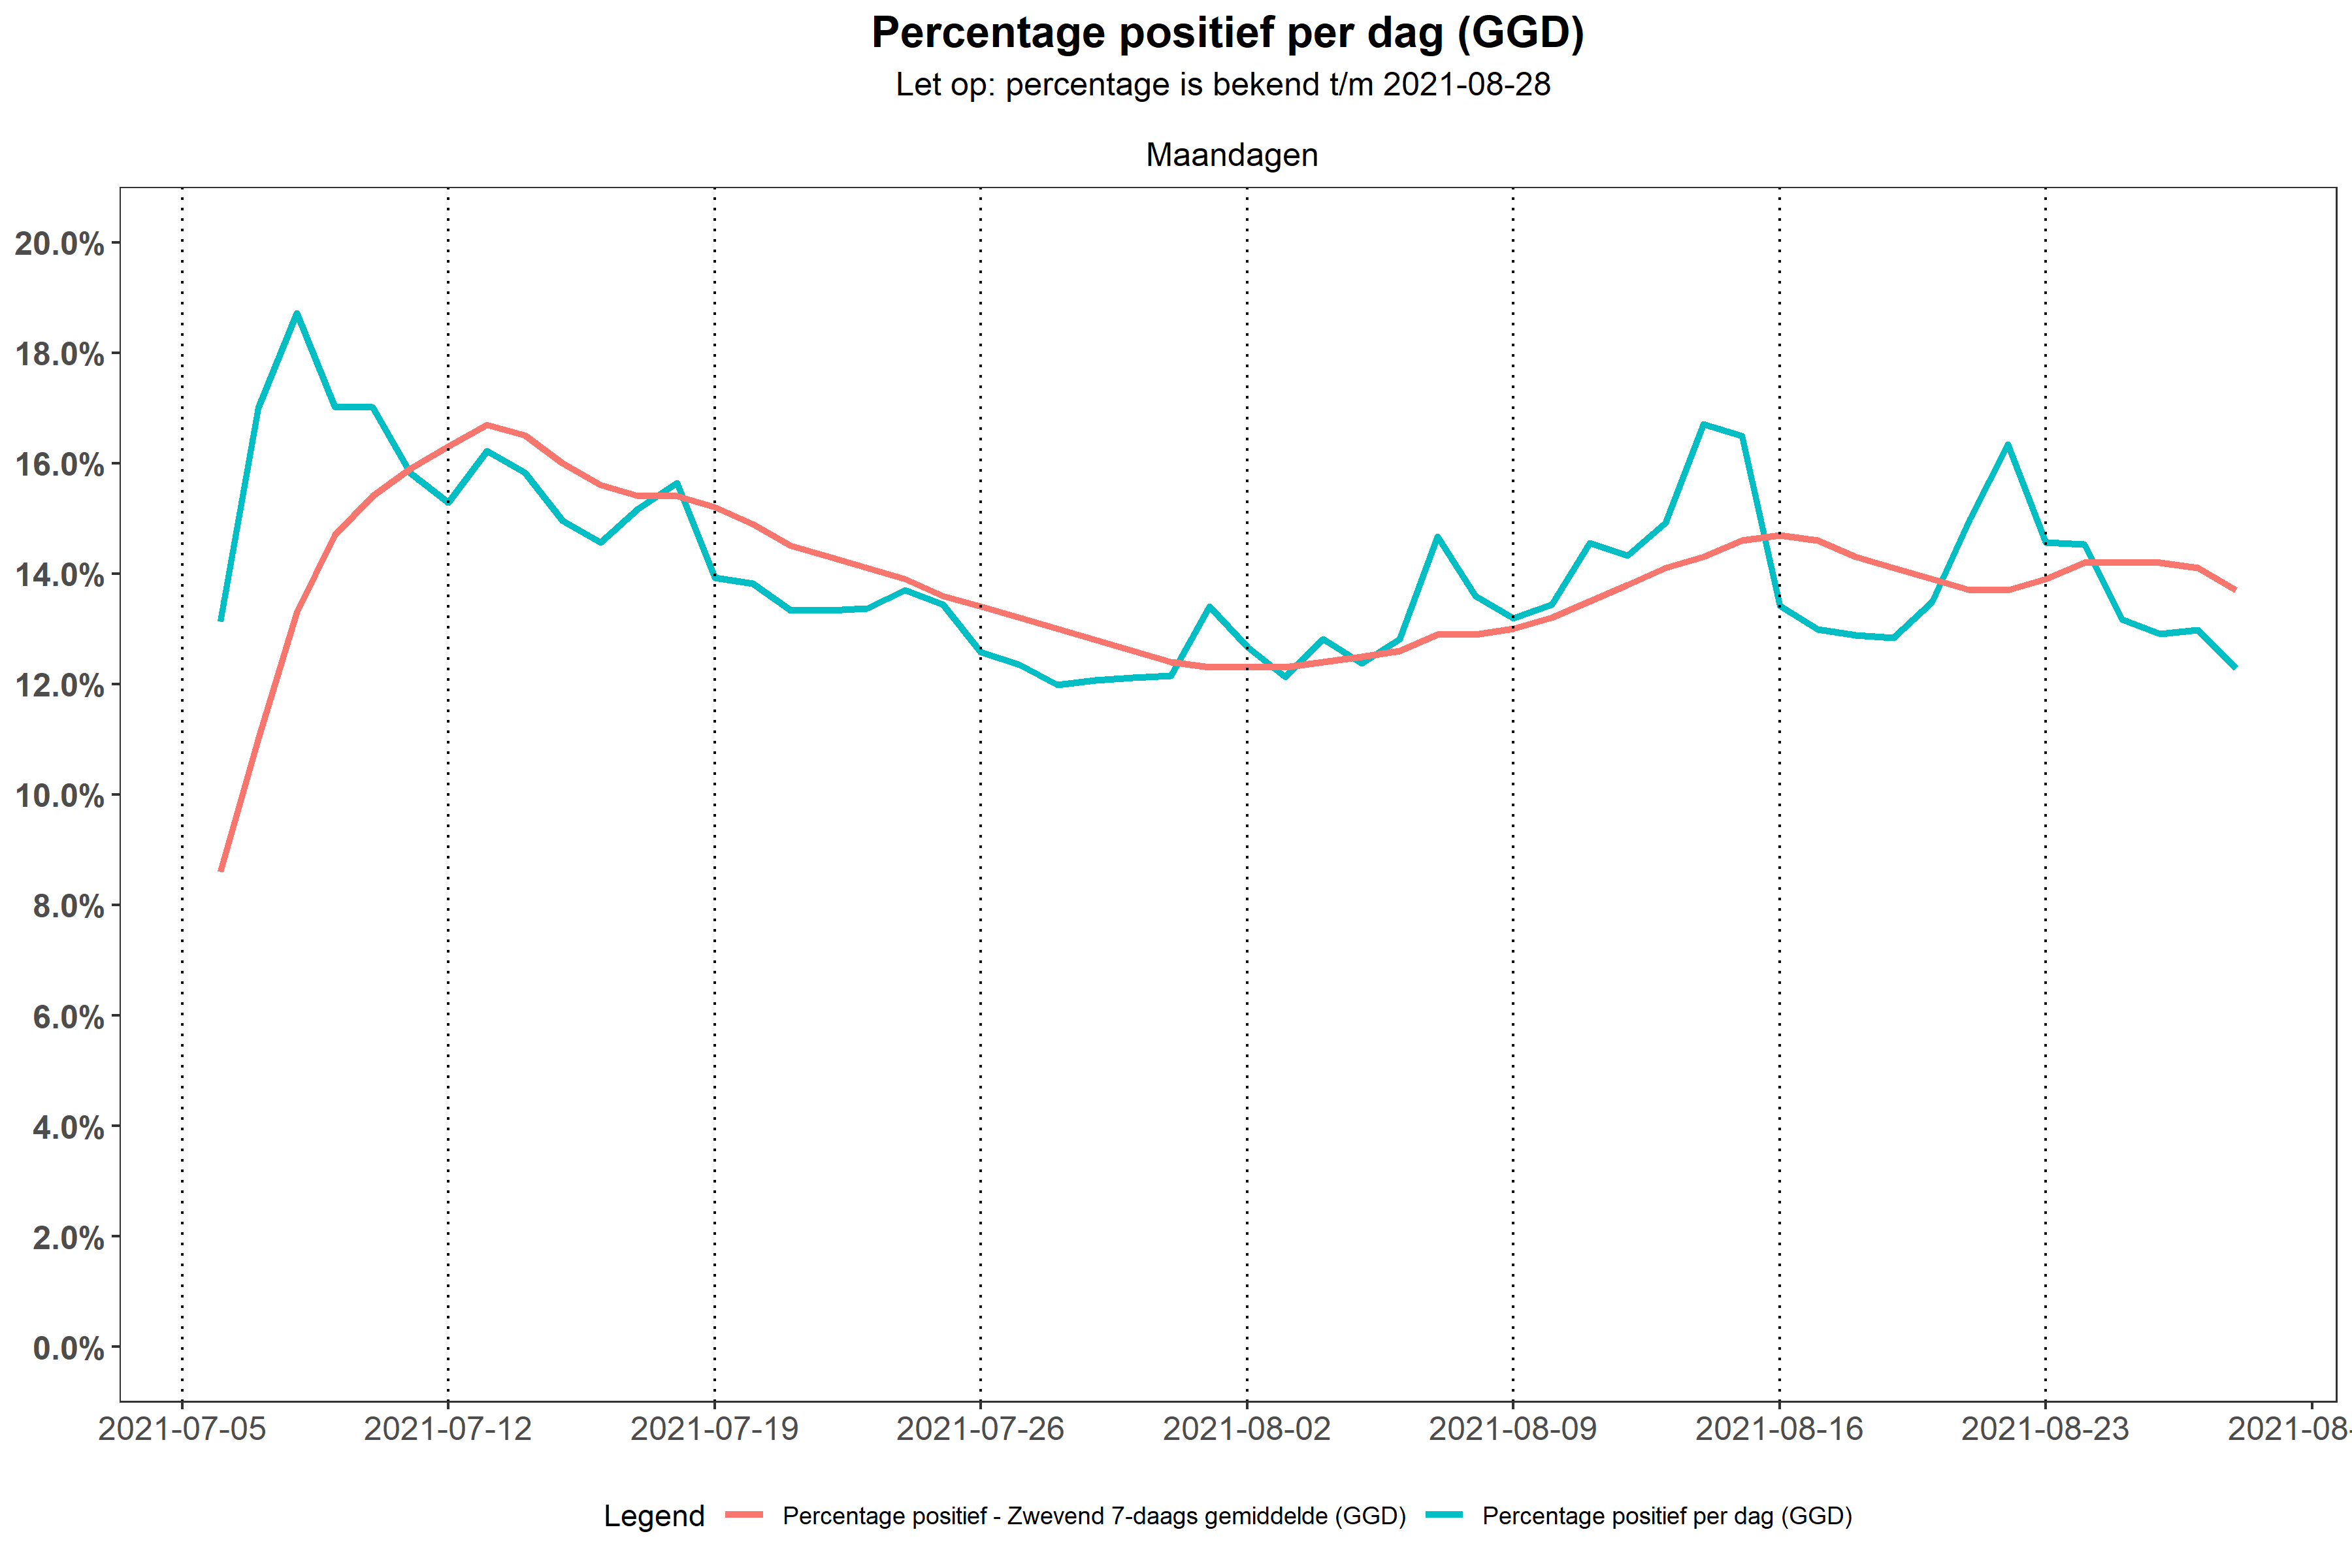 Percentage positief per dag (GGD)
Let op: percentage is bekend t/m 2021-08-28
Maandagen
20.0%
18.0%
16.0%
14.0%
12.0%
10.0%
8.0%
6.0%
4.0%
2.0%
0.0%
2021-07-05 2021-07-12 2021-07-19 2021-07-26 2021-08-02 2021-08-09 2021-08-16 2021-08-23 2021-08-
Legend Percentage positief - Zwevend 7-daags gemiddelde (GGD) Percentage positief per dag (GGD)